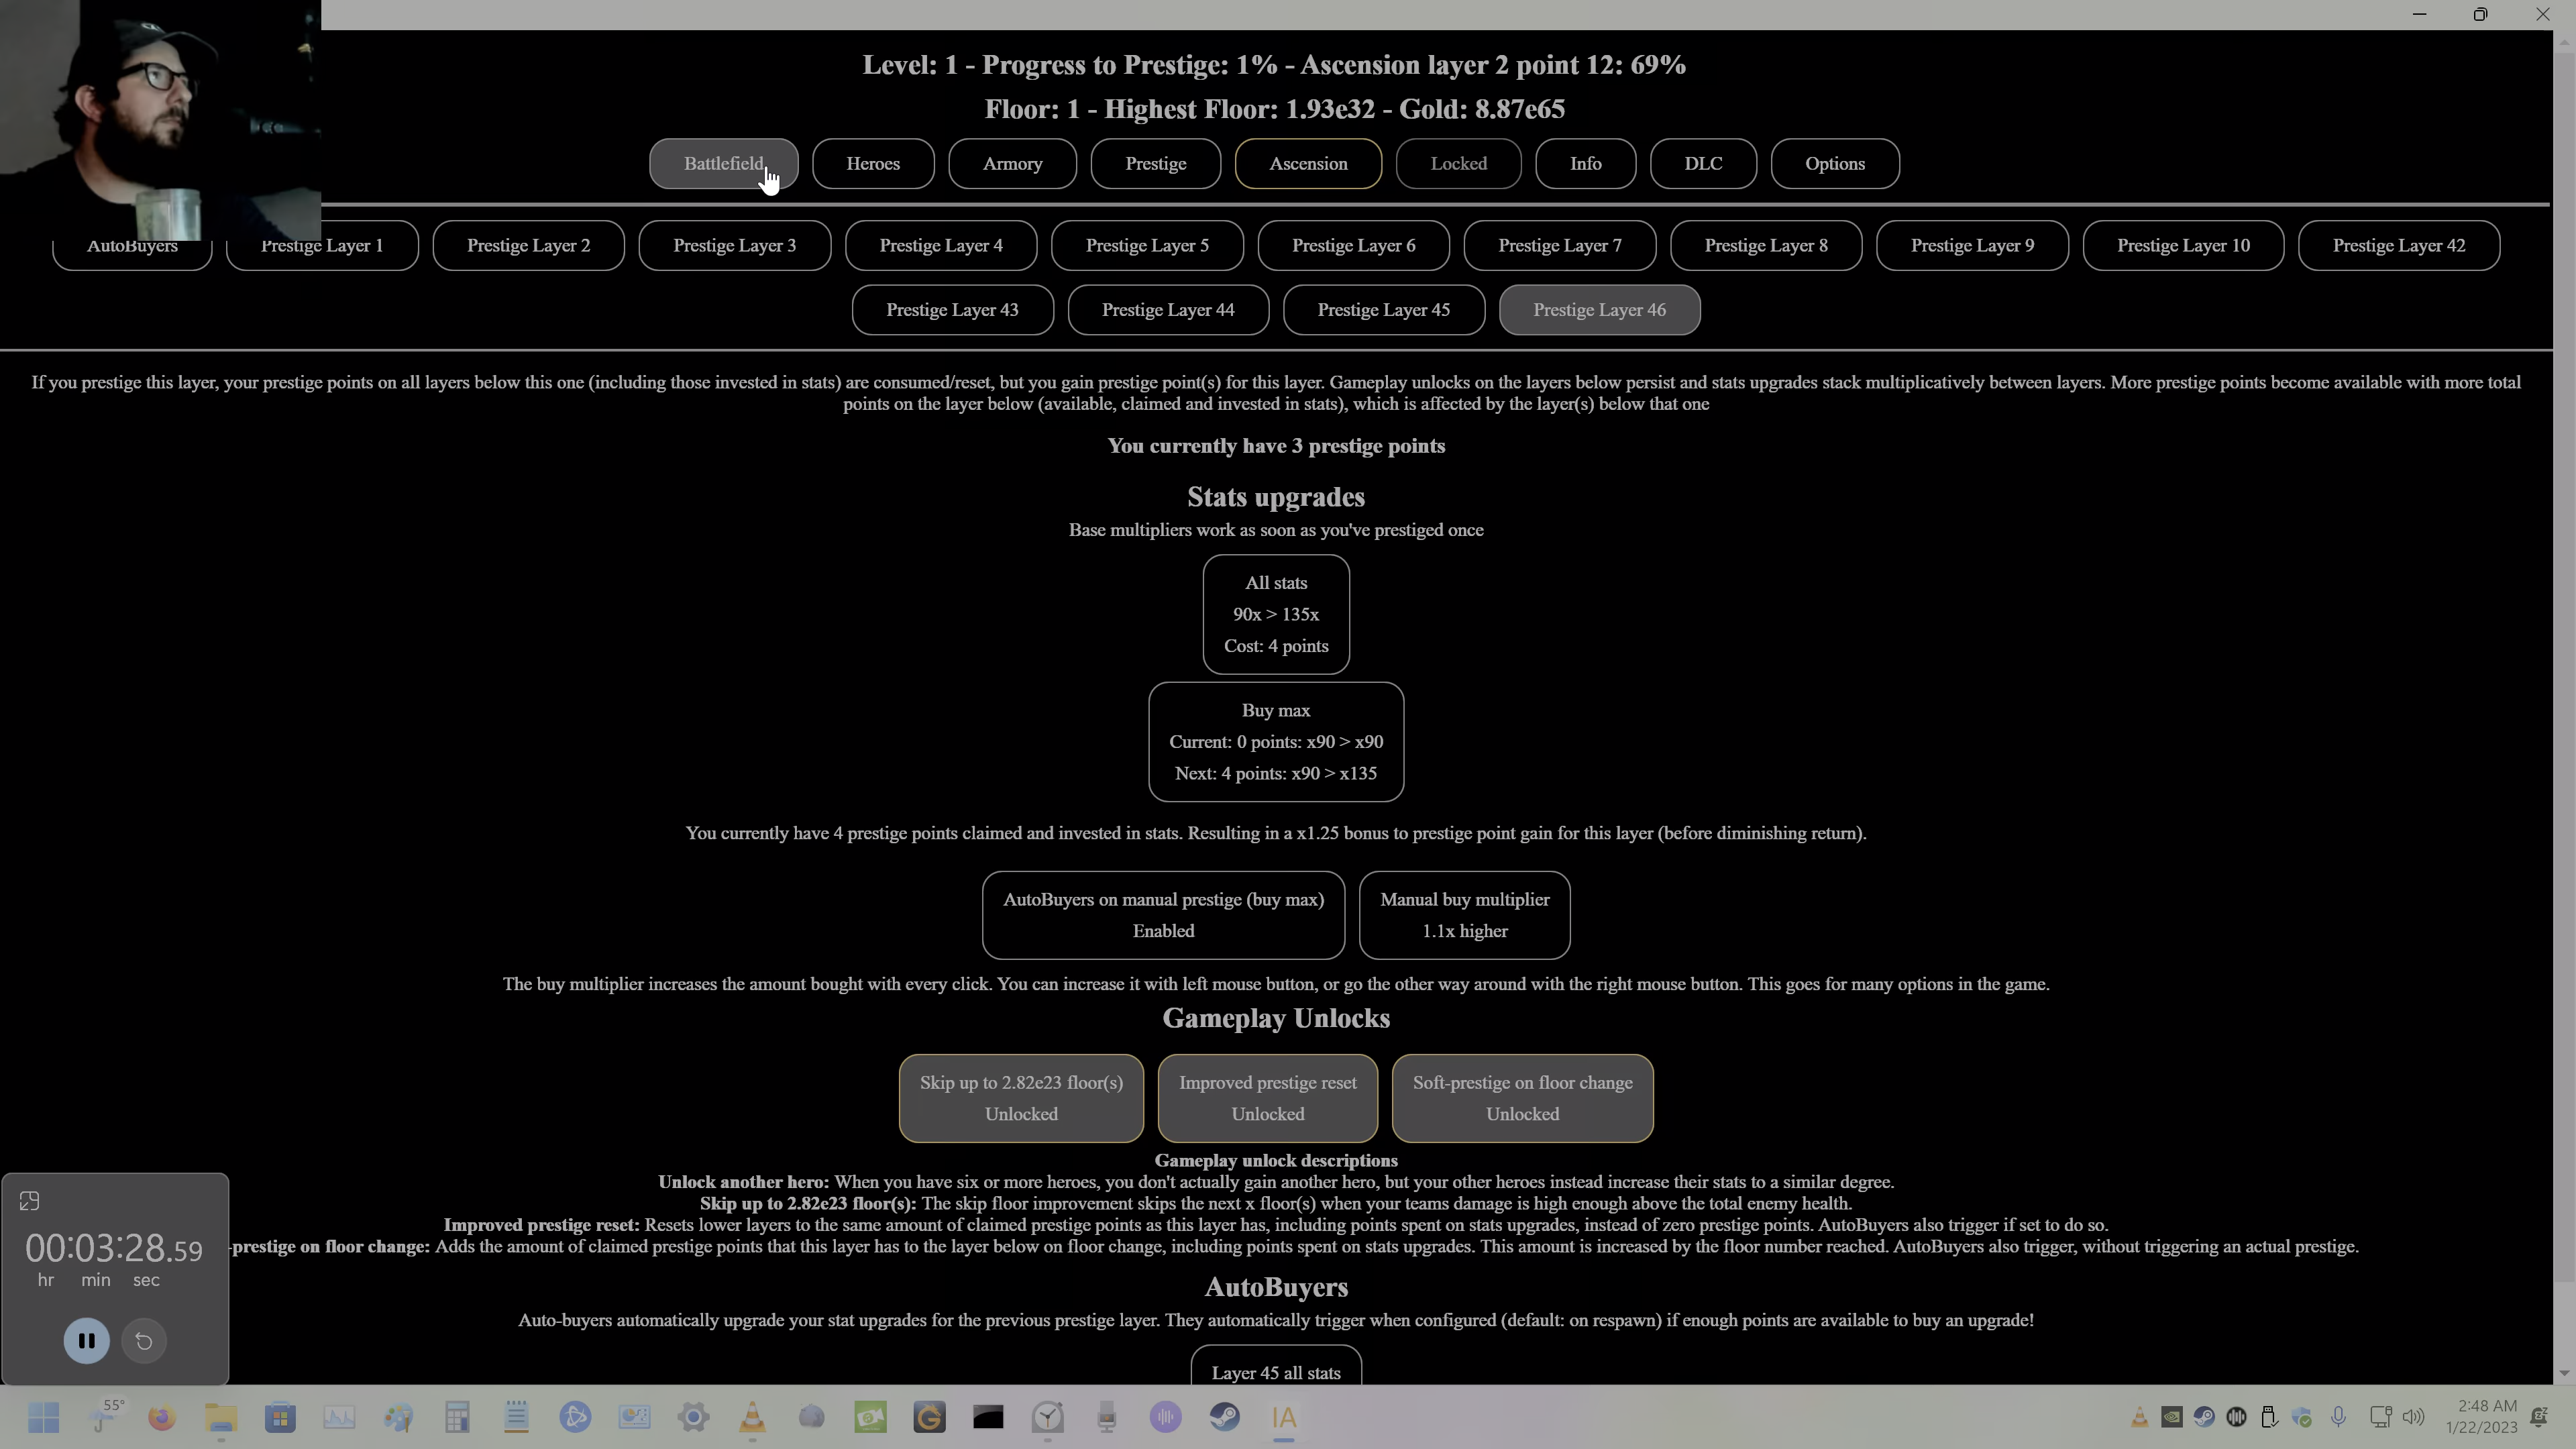 Level: 1 - Progress to Prestige: 1% - Ascension layer 2 point 12: 69%
Floor: 1 - Highest Floor: 1.93e32 - Gold: 8.87e65
Battlefield
Heroes
Armory
Prestige
Ascension
Locked
Info
DLC
Options
AutoBuyers
Prestige Layer 1
Prestige Layer 2
Prestige Layer 3
Prestige Layer 4
Prestige Layer 5
Prestige Layer 6
Prestige Layer 7
Prestige Layer 8
Prestige Layer 9
Prestige Layer 10
Prestige Layer 42
Prestige Layer 43
Prestige Layer 44
Prestige Layer 45
Prestige Layer 46
If you prestige this layer, your prestige points on all layers below this one (including those invested in stats) are consumed/reset, but you gain prestige point(s) for this layer. Gameplay unlocks on the layers below persist and stats upgrades stack multiplicatively between layers. More prestige points become available with more total
points on the layer below (available, claimed and invested in stats), which is affected by the layer(s) below that one
You currently have 3 prestige points
Stats upgrades
Base multipliers work as soon as you've prestiged once
All stats
90x > 135x
Cost: 4 points
Buy max
Current: 0 points: x90 > x90
Next: 4 points: x90 > x135
You currently have 4 prestige points claimed and invested in stats. Resulting in a x1.25 bonus to prestige point gain for this layer (before diminishing return).
AutoBuyers on manual prestige (buy max)
Enabled
Manual buy multiplier
1.1x higher
The buy multiplier increases the amount bought with every click. You can increase it with left mouse button, or go the other way around with the right mouse button. This goes for many options in the game.
Gameplay Unlocks
Skip up to 2.82e23 floor(s)
Unlocked
Improved prestige reset
Unlocked
Soft-prestige on floor change
Unlocked
Gameplay unlock descriptions
Unlock another hero: When you have six or more heroes, you don't actually gain another hero, but your other heroes instead increase their stats to a similar degree.
Skip up to 2.82e23 floor(s): The skip floor improvement skips the next x floor(s) when your teams damage is high enough above the total enemy health.
Improved prestige reset: Resets lower layers to the same amount of claimed prestige points as this layer has, including points spent on stats upgrades, instead of zero prestige points. AutoBuyers also trigger if set to do so.
-prestige on floor change: Adds the amount of claimed prestige points that this layer has to the layer below on floor change, including points spent on stats upgrades. This amount is increased by the floor number reached. AutoBuyers also trigger, without triggering an actual prestige.
AutoBuyers
Auto-buyers automatically upgrade your stat upgrades for the previous prestige layer. They automatically trigger when configured (default: on respawn) if enough points are available to buy an upgrade!
Layer 45 all stats
00:03:28.59
hr min sec
55°
IA
2:48 AM
1/22/2023